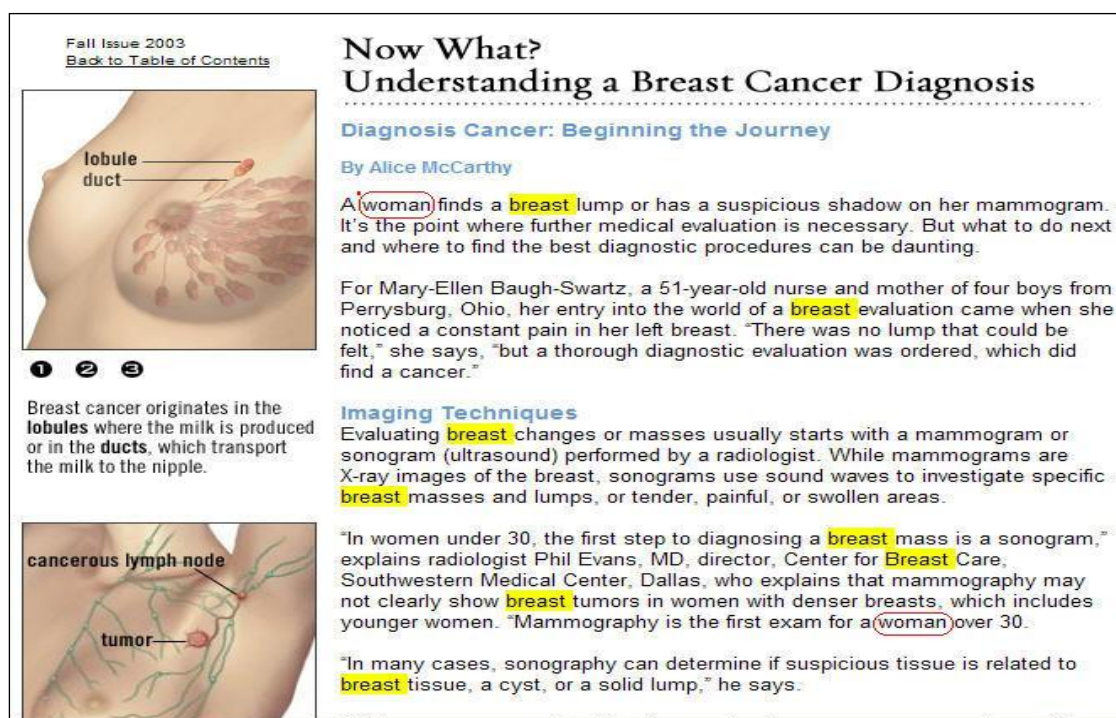 Fall Issue 2003
Back to Table of Contents
lobule
duct
1 2 3
Breast cancer originates in the
lobules where the milk is produced
or in the ducts, which transport
the milk to the nipple.
cancerous lymph node
tumor
Now What?
Understanding a Breast Cancer Diagnosis
Diagnosis Cancer: Beginning the Journey
By Alice McCarthy
A woman finds a breast lump or has a suspicious shadow on her mammogram.
It's the point where further medical evaluation is necessary. But what to do next
and where to find the best diagnostic procedures can be daunting.
For Mary-Ellen Baugh-Swartz, a 51-year-old nurse and mother of four boys from
Perrysburg, Ohio, her entry into the world of a breast evaluation came when she
noticed a constant pain in her left breast. “There was no lump that could be
felt,” she says, “but a thorough diagnostic evaluation was ordered, which did
find a cancer.”
Imaging Techniques
Evaluating breast changes or masses usually starts with a mammogram or
sonogram (ultrasound) performed by a radiologist. While mammograms are
X-ray images of the breast, sonograms use sound waves to investigate specific
breast masses and lumps, or tender, painful, or swollen areas.
“In women under 30, the first step to diagnosing a breast mass is a sonogram,”
explains radiologist Phil Evans, MD, director, Center for Breast Care,
Southwestern Medical Center, Dallas, who explains that mammography may
not clearly show breast tumors in women with denser breasts, which includes
younger women. “Mammography is the first exam for a woman over 30.
“In many cases, sonography can determine if suspicious tissue is related to
breast tissue, a cyst, or a solid lump,” he says.